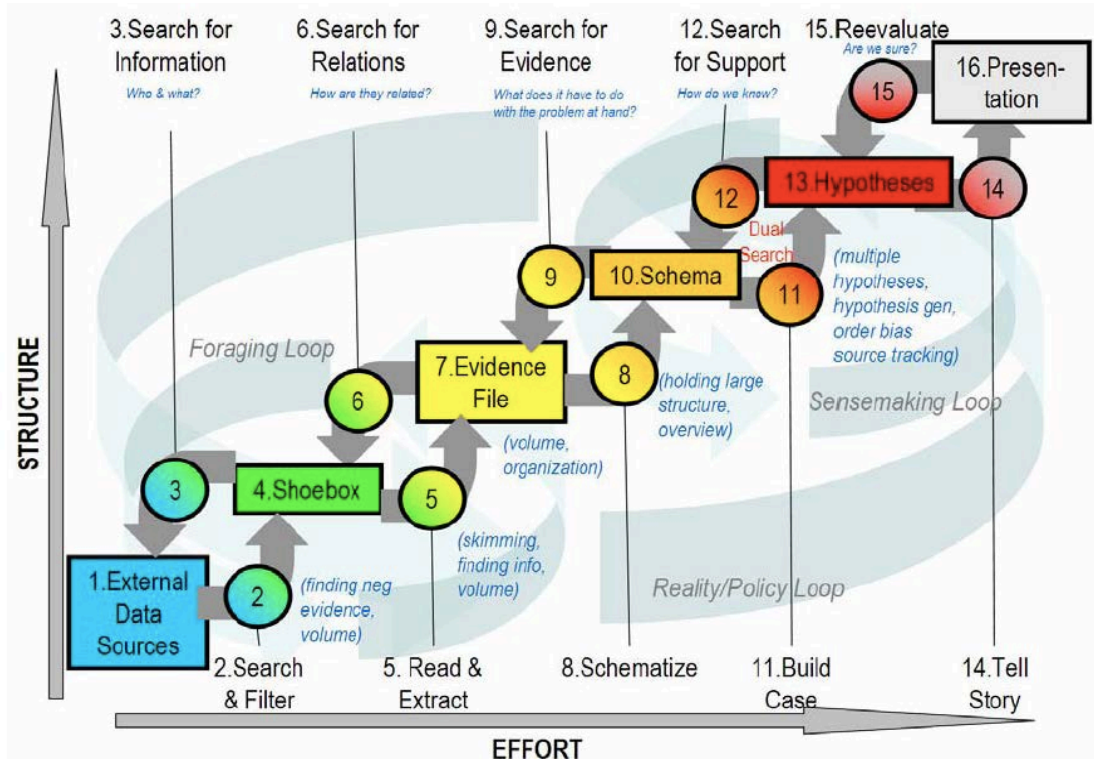 3.Search for
Information
Who & what?
6.Search for
Relations
How are they related?
9.Search for
Evidence
What does it have to do
with the problem at hand?
12.Search
for Support
How do we know?
15.Reevaluate
Are we sure?
16.Presen-
tation
15
14
13.Hypotheses
12
Dual
Search
11
(multiple
hypotheses,
hypothesis gen,
order bias
source tracking)
10.Schema
9
8
(holding large
structure,
overview)
Sensemaking Loop
Foraging Loop
7.Evidence
File
6
(volume,
organization)
5
4.Shoebox
3
(skimming,
finding info,
volume)
Reality/Policy Loop
1.External
Data
Sources
2
(finding neg
evidence,
volume)
2.Search
& Filter
5. Read &
Extract
8.Schematize
11.Build
Case
14.Tell
Story
STRUCTURE
EFFORT